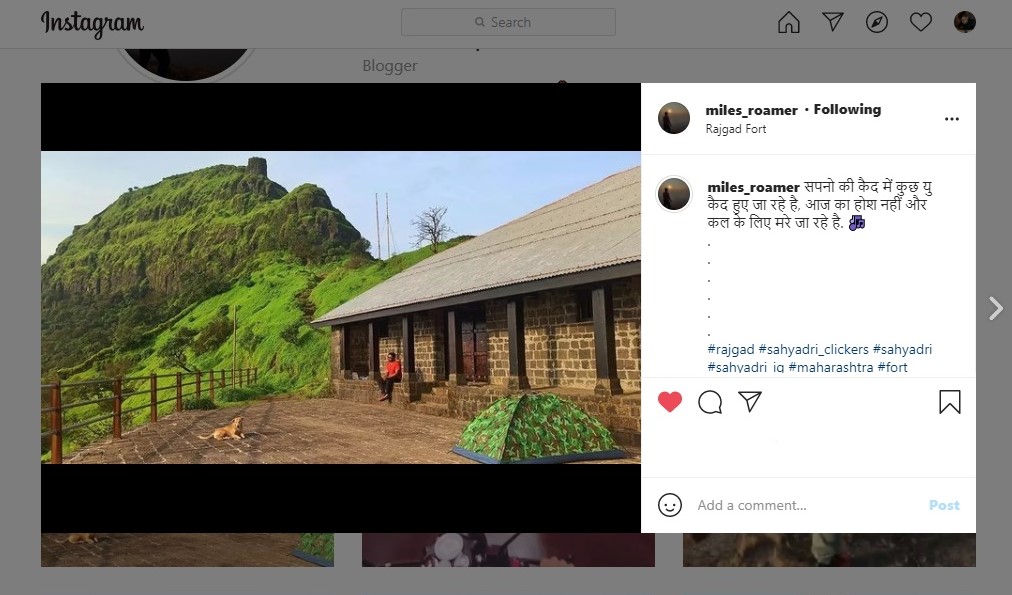 Instagram
Search
Blogger
miles_roamer • Following
Rajgad Fort
miles_roamer सपनो की कैद में कुछ यु
कैद हुए जा रहे है, आज का होश नहीं और
कल के लिए मरे जा रहे है.
.
.
.
.
.
.
#rajgad #sahyadri_clickers #sahyadri
#sahyadri_ig #maharashtra #fort
Add a comment...
Post